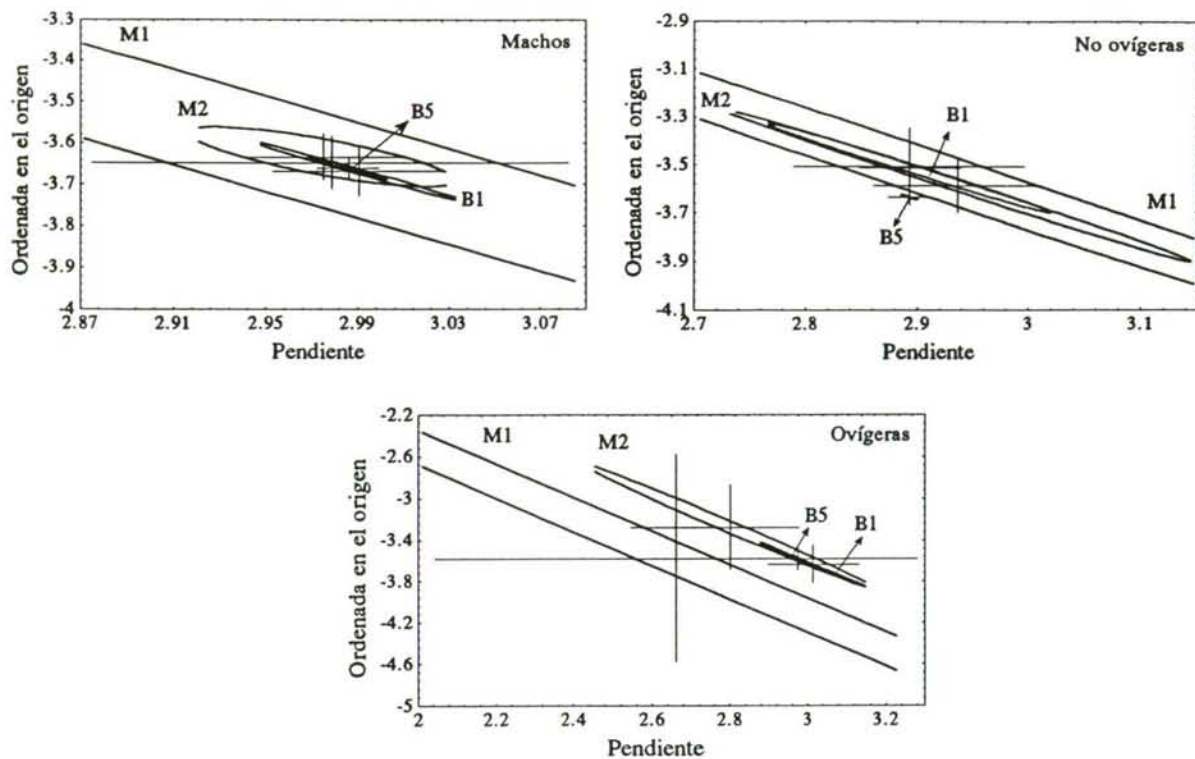 -3.3
M1
Machos
-3.4
-3.5
M2
B5
-3.6
-3.7
B1
-3.8
-3.9
-4
2.87 2.91 2.95 2.99 3.03 3.07
Pendiente
Ordenada en el origen
-2.9
No ovígeras
-3.1
M2
B1
-3.3
-3.5
M1
-3.7
B5
-3.9
-4.1
2.7 2.8 2.9 3 3.1
Pendiente
Ordenada en el origen
-2.2
M1 M2 Ovígeras
-2.6
-3
B5 B1
-3.4
-3.8
-4.2
-4.6
-5
2 2.2 2.4 2.6 2.8 3 3.2
Pendiente
Ordenada en el origen